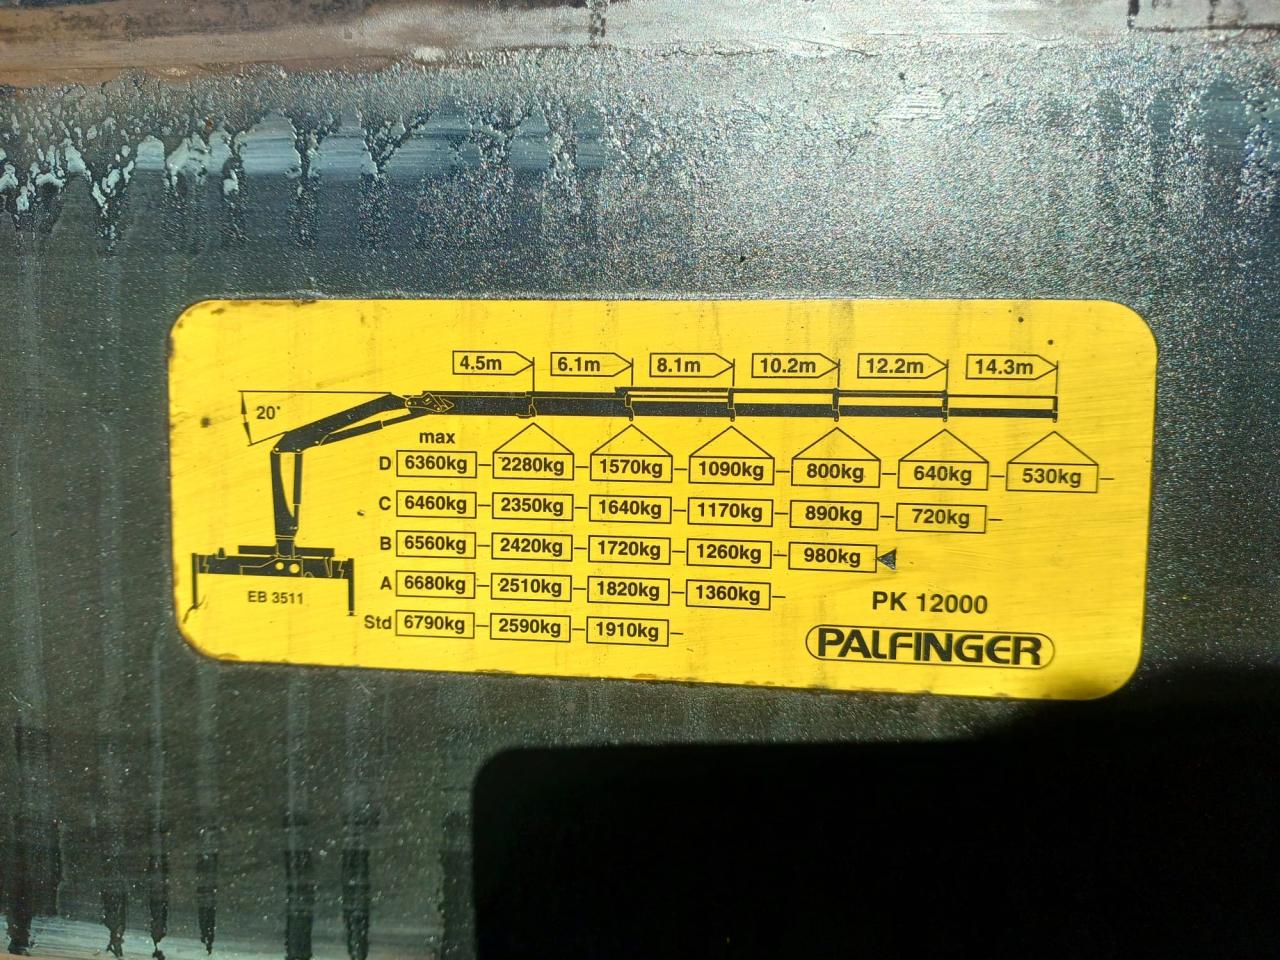 4.5m 6.1m 8.1m 10.2m 12.2m 14.3m
20°
max
D 6360kg 2280kg 1570kg 1090kg 800kg 640kg 530kg
C 6460kg 2350kg 1640kg 1170kg 890kg 720kg
B 6560kg 2420kg 1720kg 1260kg 980kg
A 6680kg 2510kg 1820kg 1360kg
EB 3511
PK 12000
Std 6790kg 2590kg 1910kg
PALFINGER